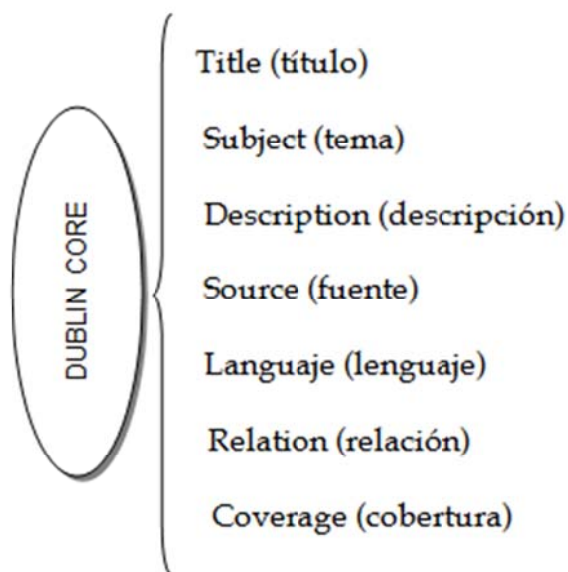 DUBLIN CORE
Title (título)
Subject (tema)
Description (descripción)
Source (fuente)
Languaje (lenguaje)
Relation (relación)
Coverage (cobertura)